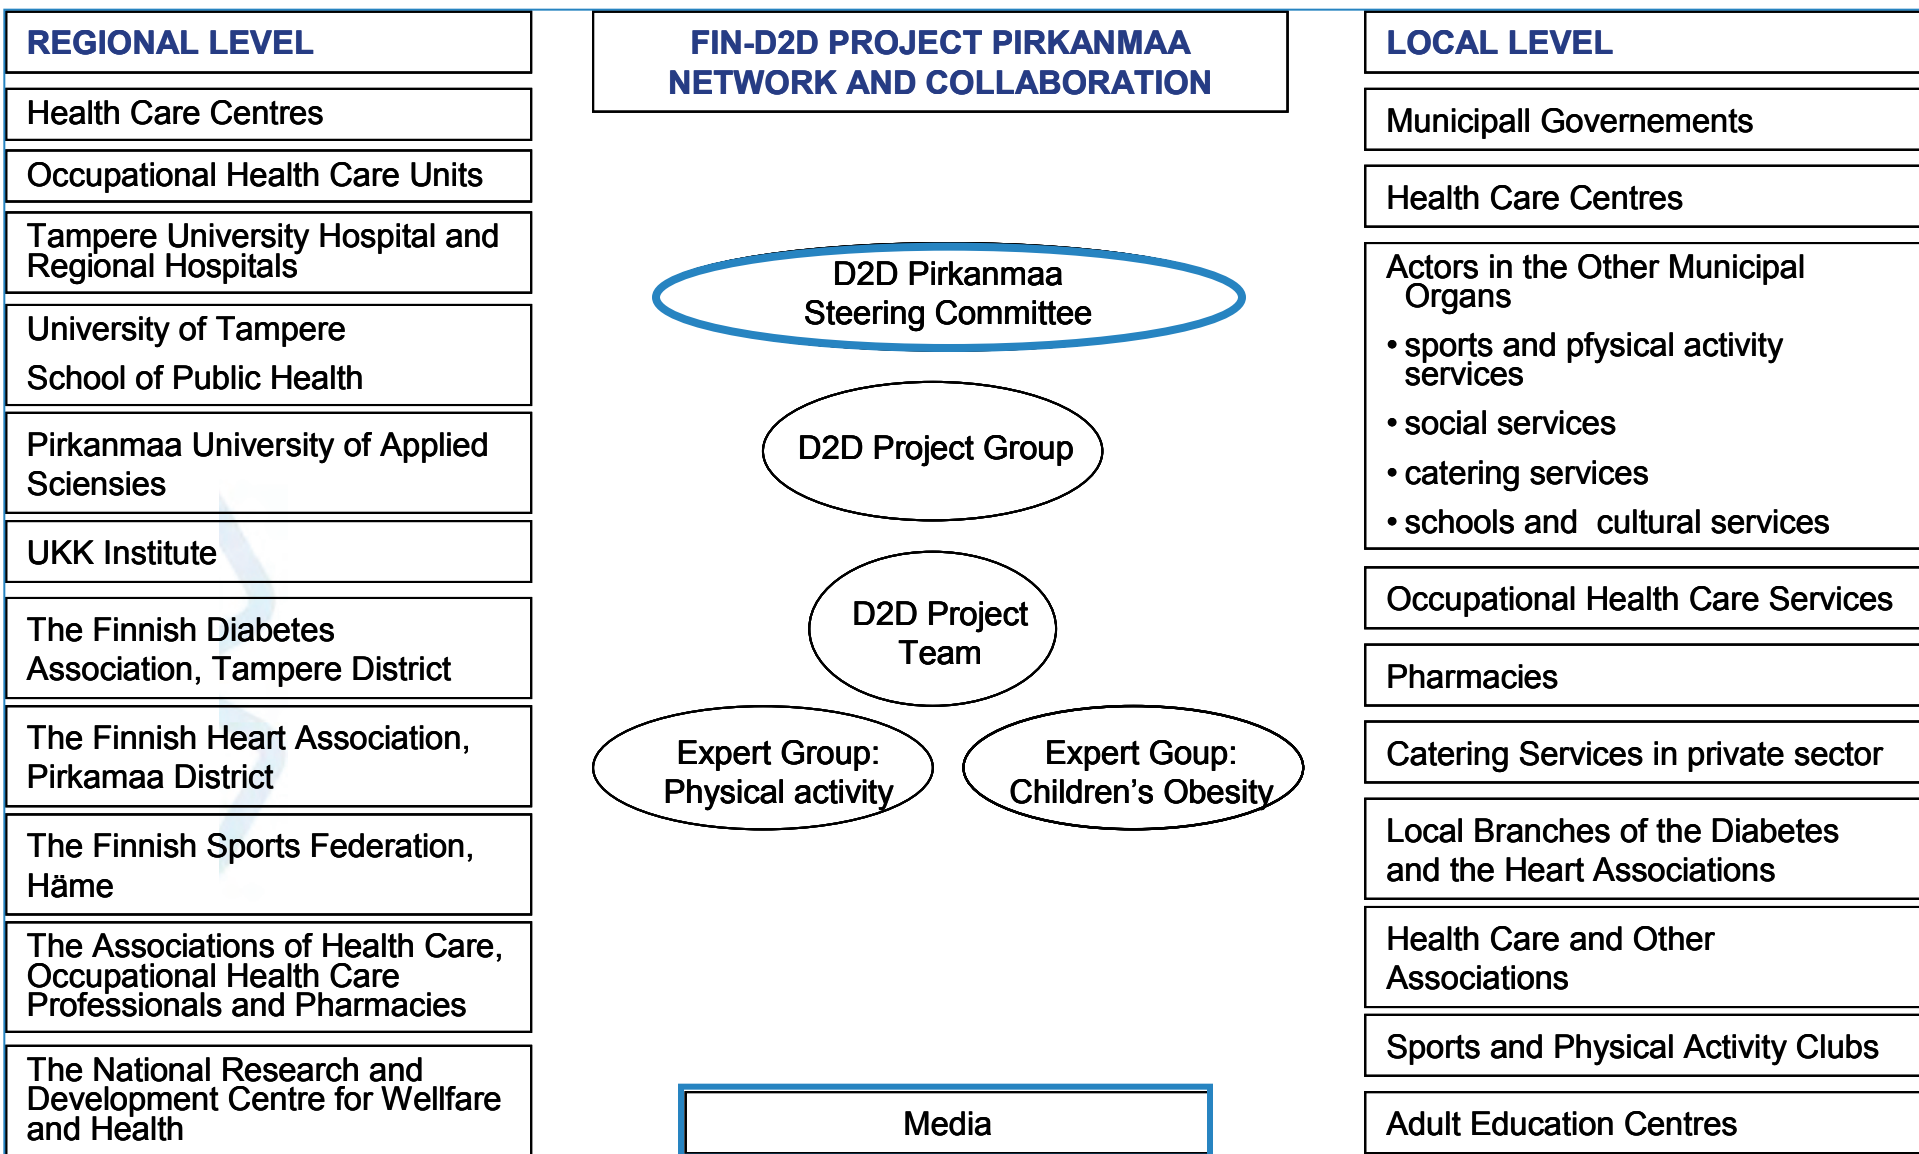 REGIONAL LEVEL
Health Care Centres
Occupational Health Care Units
Tampere University Hospital and
Regional Hospitals
University of Tampere
School of Public Health
Pirkanmaa University of Applied
Sciensies
UKK Institute
The Finnish Diabetes
Association, Tampere District
The Finnish Heart Association,
Pirkamaa District
The Finnish Sports Federation,
Häme
The Associations of Health Care,
Occupational Health Care
Professionals and Pharmacies
The National Research and
Development Centre for Wellfare
and Health
FIN-D2D PROJECT PIRKANMAA
NETWORK AND COLLABORATION
D2D Pirkanmaa
Steering Committee
D2D Project Group
D2D Project
Team
Expert Group:
Physical activity
Expert Goup:
Children’s Obesity
Media
LOCAL LEVEL
Municipall Governements
Health Care Centres
Actors in the Other Municipal
Organs
• sports and pfysical activity
services
• social services
• catering services
• schools and cultural services
Occupational Health Care Services
Pharmacies
Catering Services in private sector
Local Branches of the Diabetes
and the Heart Associations
Health Care and Other
Associations
Sports and Physical Activity Clubs
Adult Education Centres